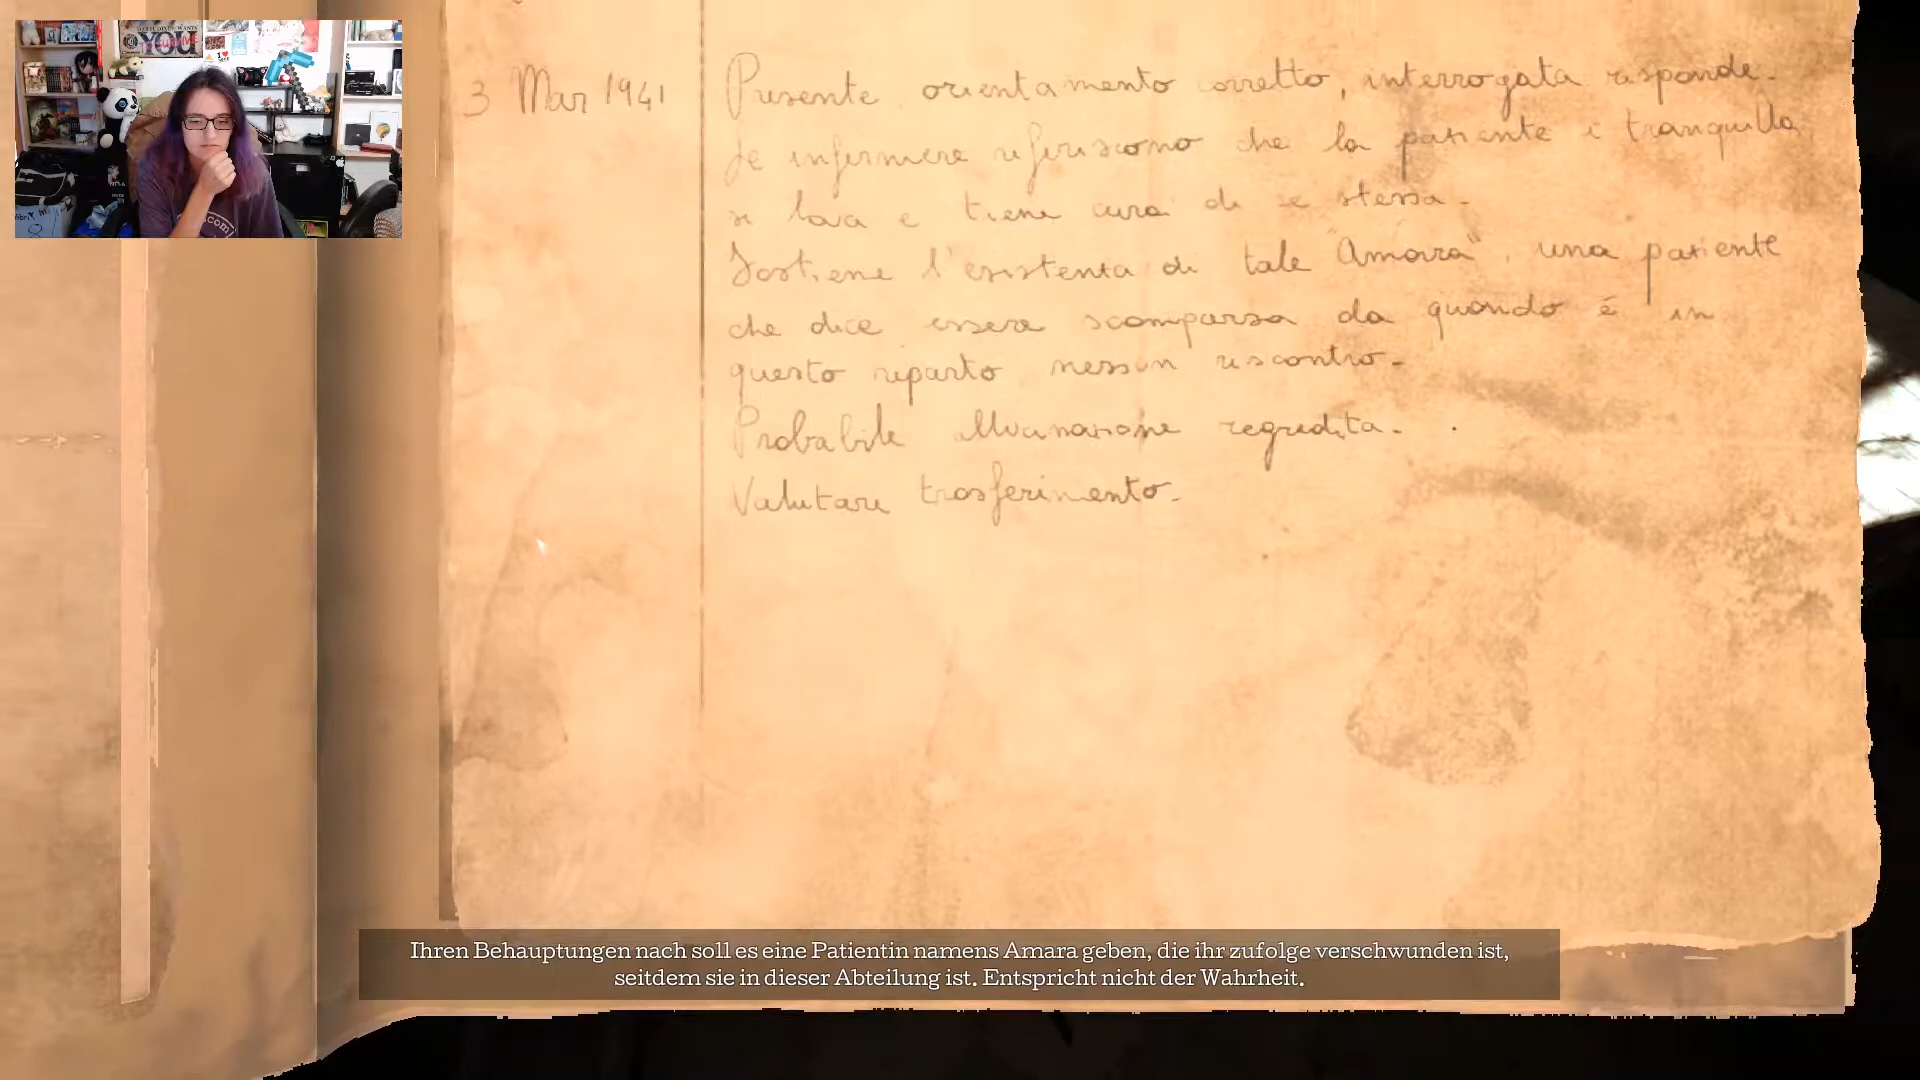 YOU
3 Mar 1941
Presente, orientamento corretto, interrogata risponde.
Le infermiere riferiscono che la paziente è tranquilla,
si lava e tiene cura di se stessa.
Sostiene l'esistenza di tale "Amara", una paziente
che dice essere scomparsa da quando é in
questo reparto, nessun riscontro.
Probabile allucinazione regredita.
Valutare trasferimento.
Ihren Behauptungen nach soll es eine Patientin namens Amara geben, die ihr zufolge verschwunden ist,
seitdem sie in dieser Abteilung ist. Entspricht nicht der Wahrheit.